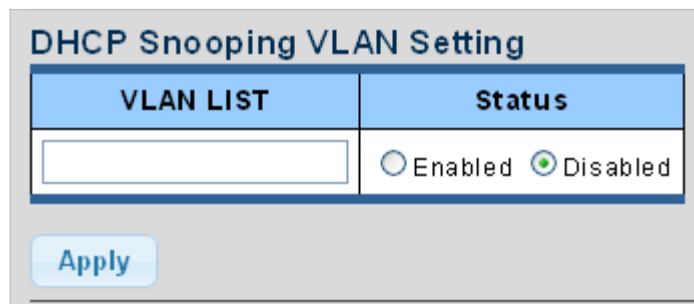 DHCP Snooping VLAN Setting
VLAN LIST Status
Enabled Disabled
Apply